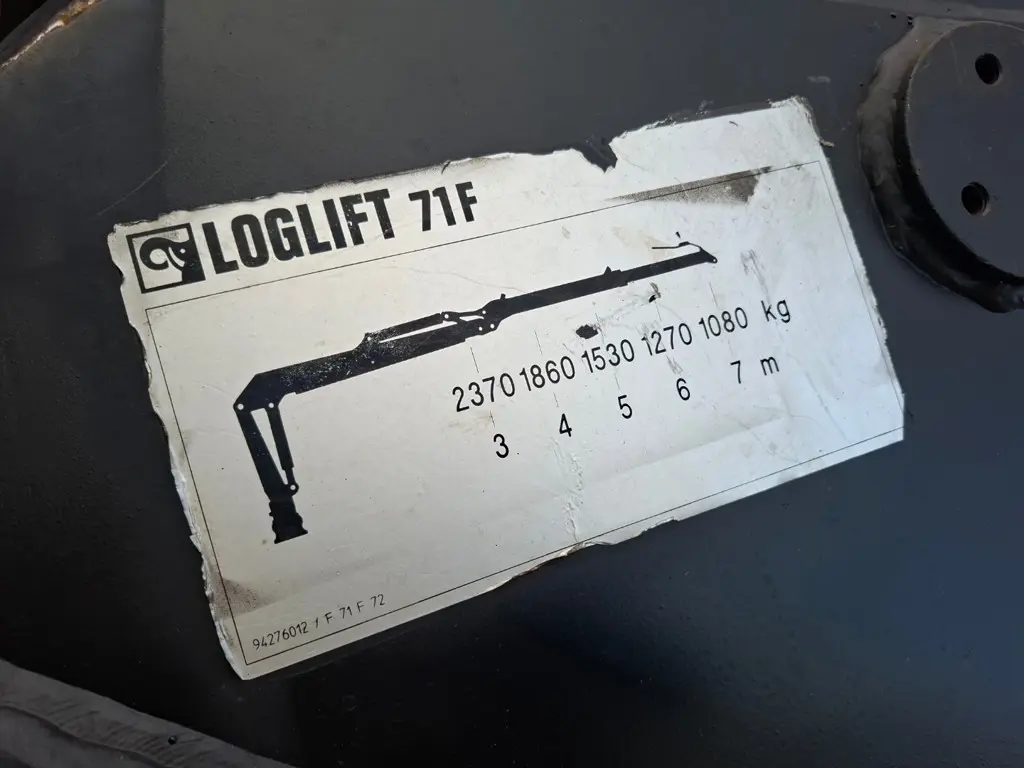 LOGLIFT 71F
2370 1860 1530 1270 1080 kg
3 4 5 6 7 m
94276012 / F 71 F 72